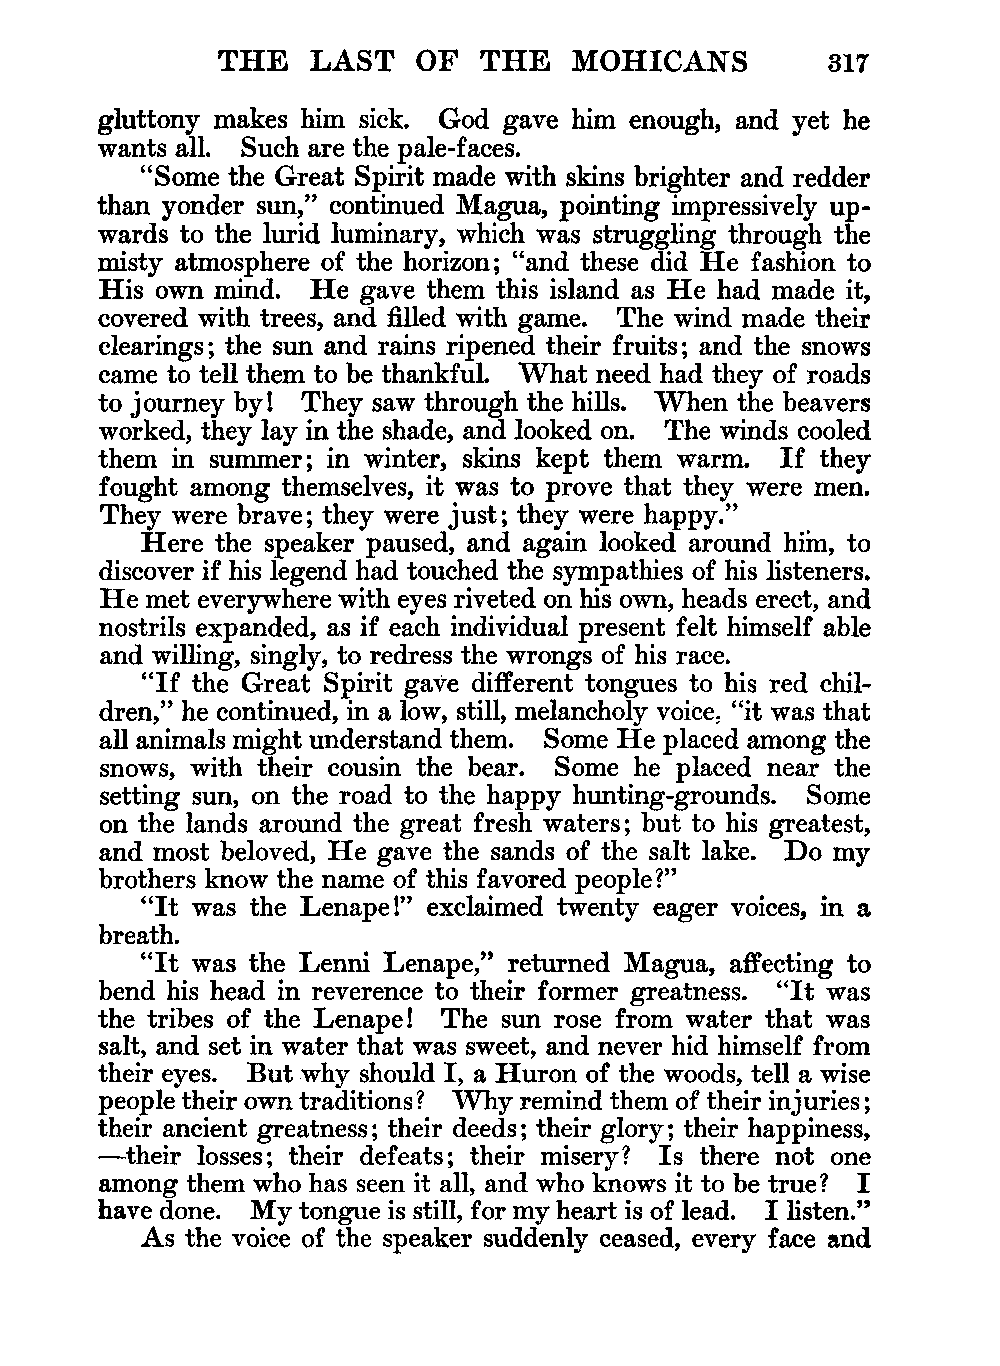 THE LAST OF THE MOHICANS 317
gluttony makes him sick. God gave him enough, and yet he
wants all. Such are the pale-faces.
“Some the Great Spirit made with skins brighter and redder
than yonder sun,” continued Magua, pointing impressively up-
wards to the lurid luminary, which was struggling through the
misty atmosphere of the horizon; “and these did He fashion to
His own mind. He gave them this island as He had made it,
covered with trees, and filled with game. The wind made their
clearings; the sun and rains ripened their fruits; and the snows
came to tell them to be thankful. What need had they of roads
to journey by! They saw through the hills. When the beavers
worked, they lay in the shade, and looked on. The winds cooled
them in summer; in winter, skins kept them warm. If they
fought among themselves, it was to prove that they were men.
They were brave; they were just; they were happy.”
Here the speaker paused, and again looked around him, to
discover if his legend had touched the sympathies of his listeners.
He met everywhere with eyes riveted on his own, heads erect, and
nostrils expanded, as if each individual present felt himself able
and willing, singly, to redress the wrongs of his race.
“If the Great Spirit gave different tongues to his red chil-
dren,” he continued, in a low, still, melancholy voice, “it was that
all animals might understand them. Some He placed among the
snows, with their cousin the bear. Some he placed near the
setting sun, on the road to the happy hunting-grounds. Some
on the lands around the great fresh waters; but to his greatest,
and most beloved, He gave the sands of the salt lake. Do my
brothers know the name of this favored people?”
“It was the Lenape!” exclaimed twenty eager voices, in a
breath.
“It was the Lenni Lenape,” returned Magua, affecting to
bend his head in reverence to their former greatness. “It was
the tribes of the Lenape! The sun rose from water that was
salt, and set in water that was sweet, and never hid himself from
their eyes. But why should I, a Huron of the woods, tell a wise
people their own traditions? Why remind them of their injuries;
their ancient greatness; their deeds; their glory; their happiness,
—their losses; their defeats; their misery? Is there not one
among them who has seen it all, and who knows it to be true? I
have done. My tongue is still, for my heart is of lead. I listen.”
As the voice of the speaker suddenly ceased, every face and